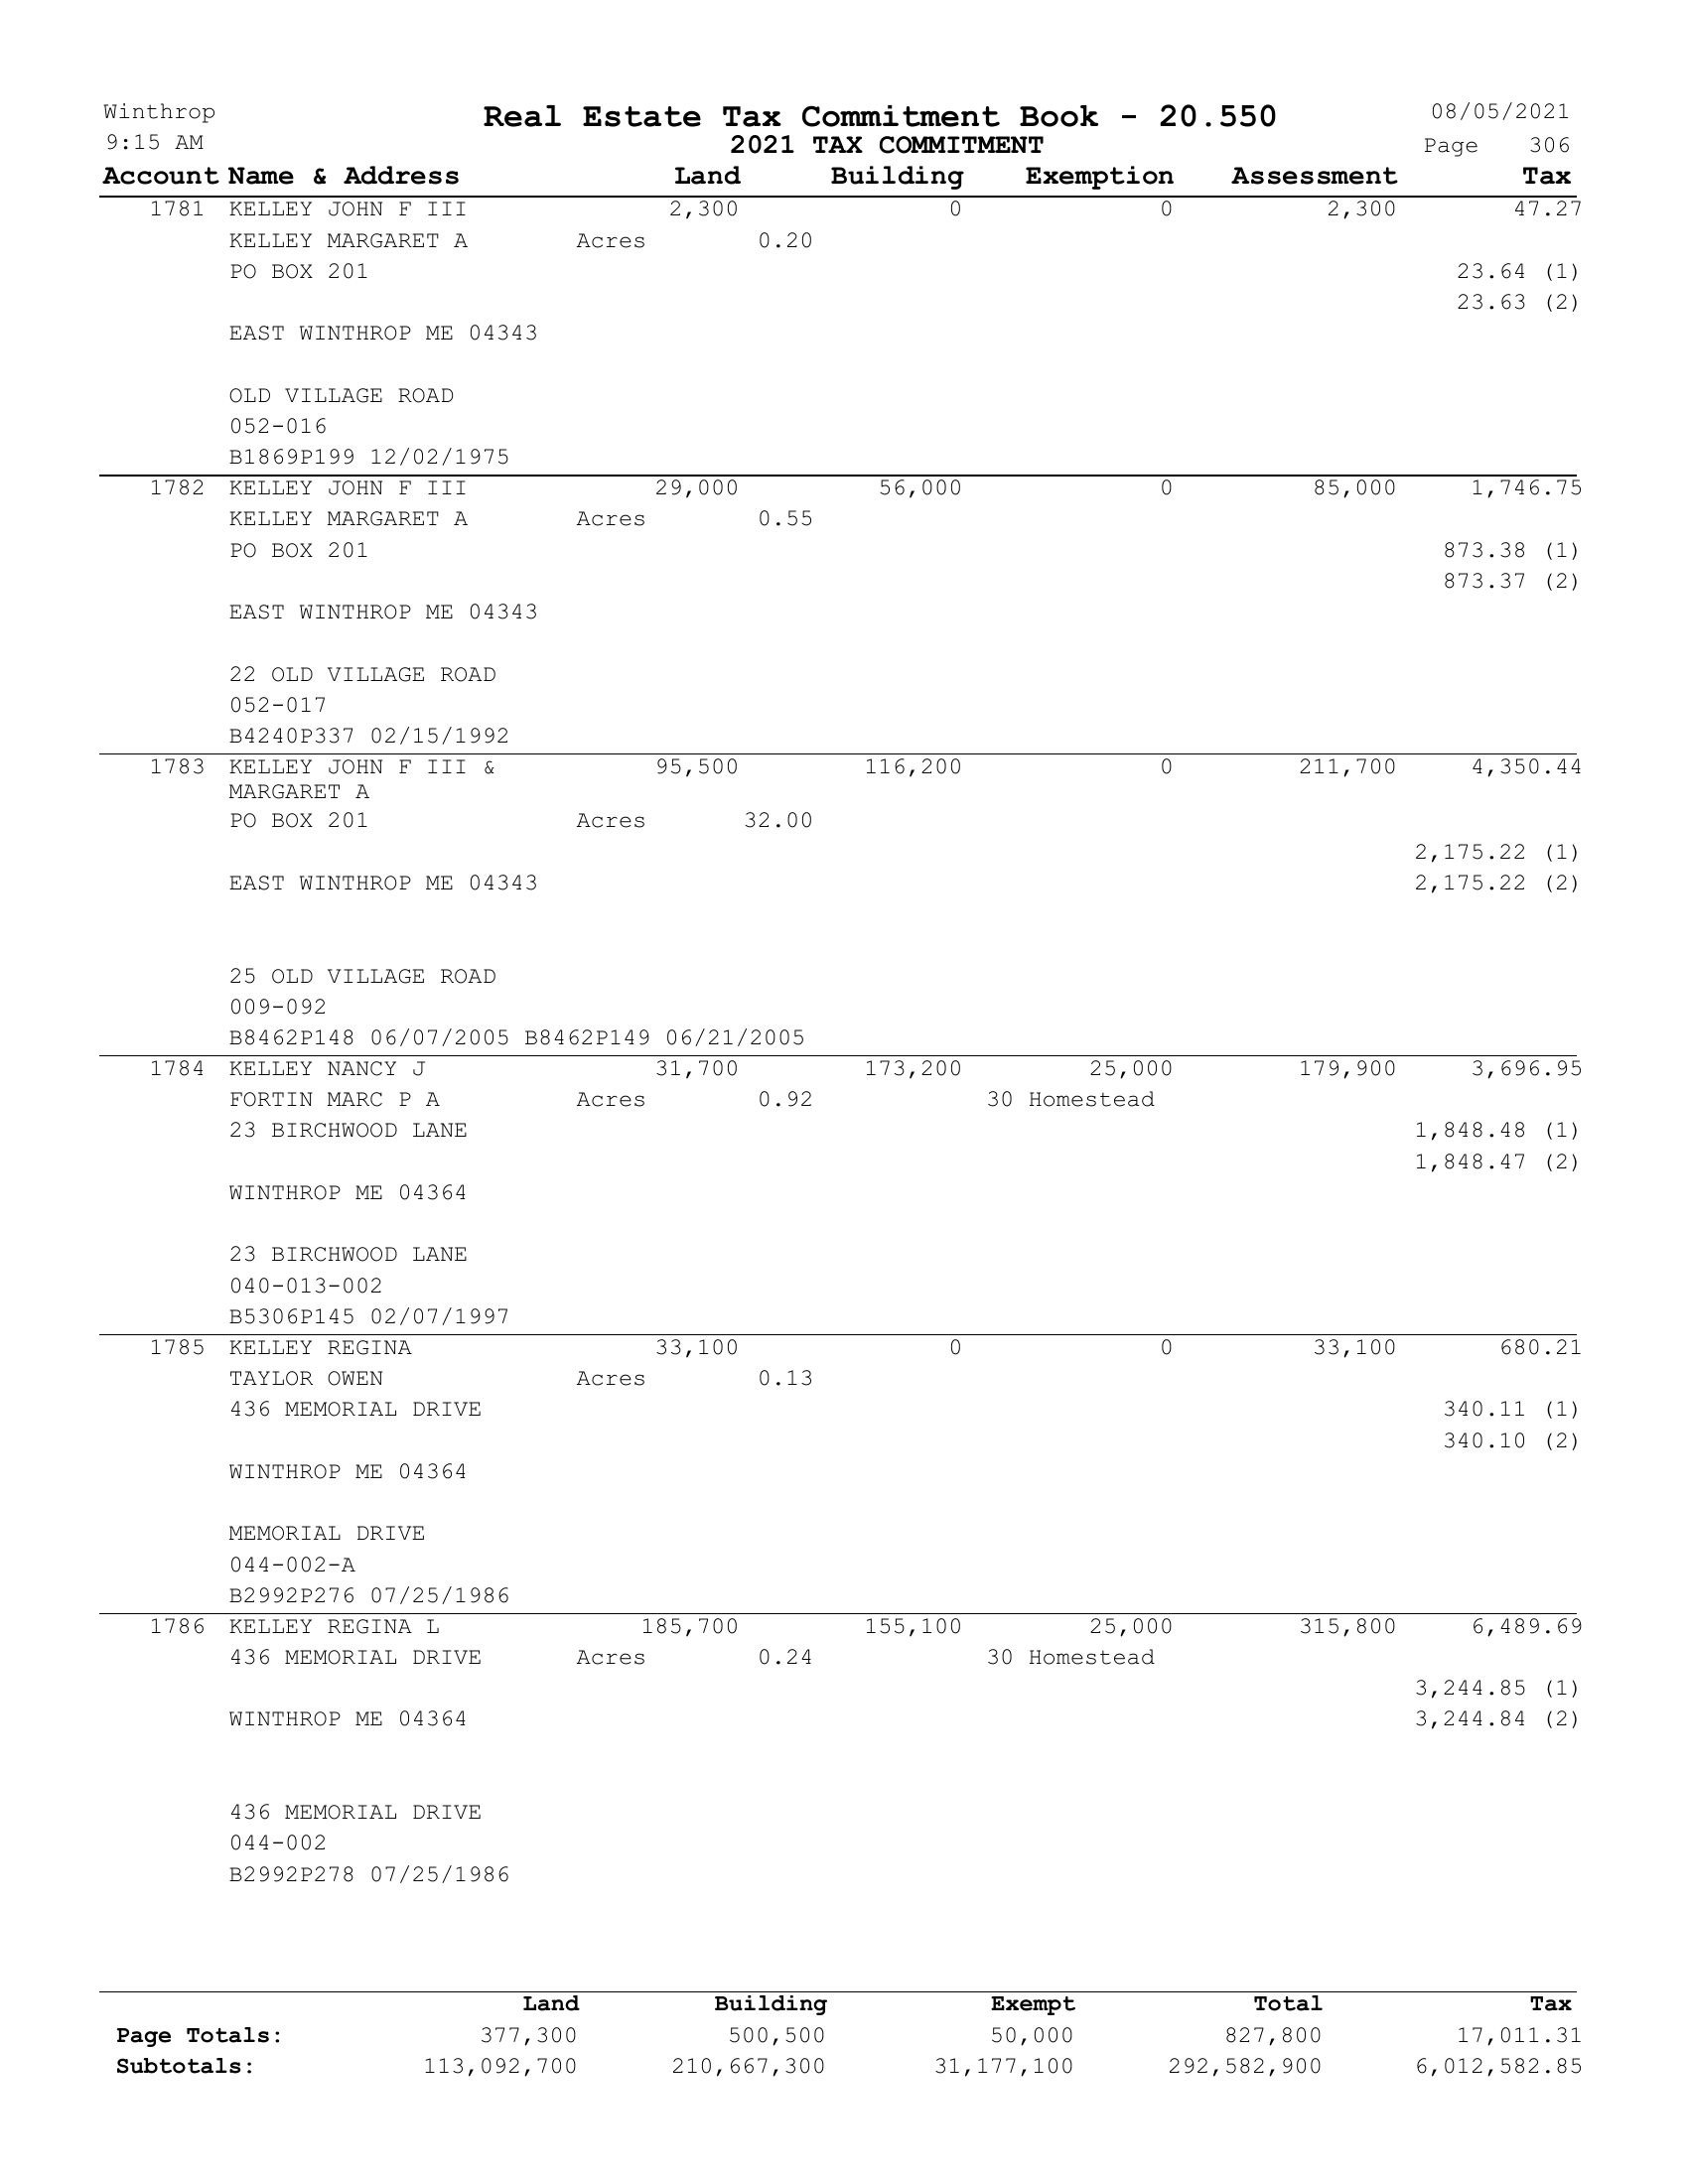 Winthrop Real Estate Tax Commitment Book - 20.550 08/05/2021
9:15 AM 2021 TAX COMMITMENT Page 306
Account Name & Address Land Building Exemption Assessment Tax
1781 KELLEY JOHN F III 2,300 0 0 2,300 47.27
KELLEY MARGARET A Acres 0.20
PO BOX 201 23.64 (1)
23.63 (2)
EAST WINTHROP ME 04343
OLD VILLAGE ROAD
052-016
B1869P199 12/02/1975
1782 KELLEY JOHN F III 29,000 56,000 0 85,000 1,746.75
KELLEY MARGARET A Acres 0.55
PO BOX 201 873.38 (1)
873.37 (2)
EAST WINTHROP ME 04343
22 OLD VILLAGE ROAD
052-017
B4240P337 02/15/1992
1783 KELLEY JOHN F III & 95,500 116,200 0 211,700 4,350.44
MARGARET A
PO BOX 201 Acres 32.00
2,175.22 (1)
EAST WINTHROP ME 04343 2,175.22 (2)
25 OLD VILLAGE ROAD
009-092
B8462P148 06/07/2005 B8462P149 06/21/2005
1784 KELLEY NANCY J 31,700 173,200 25,000 179,900 3,696.95
FORTIN MARC P A Acres 0.92 30 Homestead
23 BIRCHWOOD LANE 1,848.48 (1)
1,848.47 (2)
WINTHROP ME 04364
23 BIRCHWOOD LANE
040-013-002
B5306P145 02/07/1997
1785 KELLEY REGINA 33,100 0 0 33,100 680.21
TAYLOR OWEN Acres 0.13
436 MEMORIAL DRIVE 340.11 (1)
340.10 (2)
WINTHROP ME 04364
MEMORIAL DRIVE
044-002-A
B2992P276 07/25/1986
1786 KELLEY REGINA L 185,700 155,100 25,000 315,800 6,489.69
436 MEMORIAL DRIVE Acres 0.24 30 Homestead
3,244.85 (1)
WINTHROP ME 04364 3,244.84 (2)
436 MEMORIAL DRIVE
044-002
B2992P278 07/25/1986
Land Building Exempt Total Tax
Page Totals: 377,300 500,500 50,000 827,800 17,011.31
Subtotals: 113,092,700 210,667,300 31,177,100 292,582,900 6,012,582.85